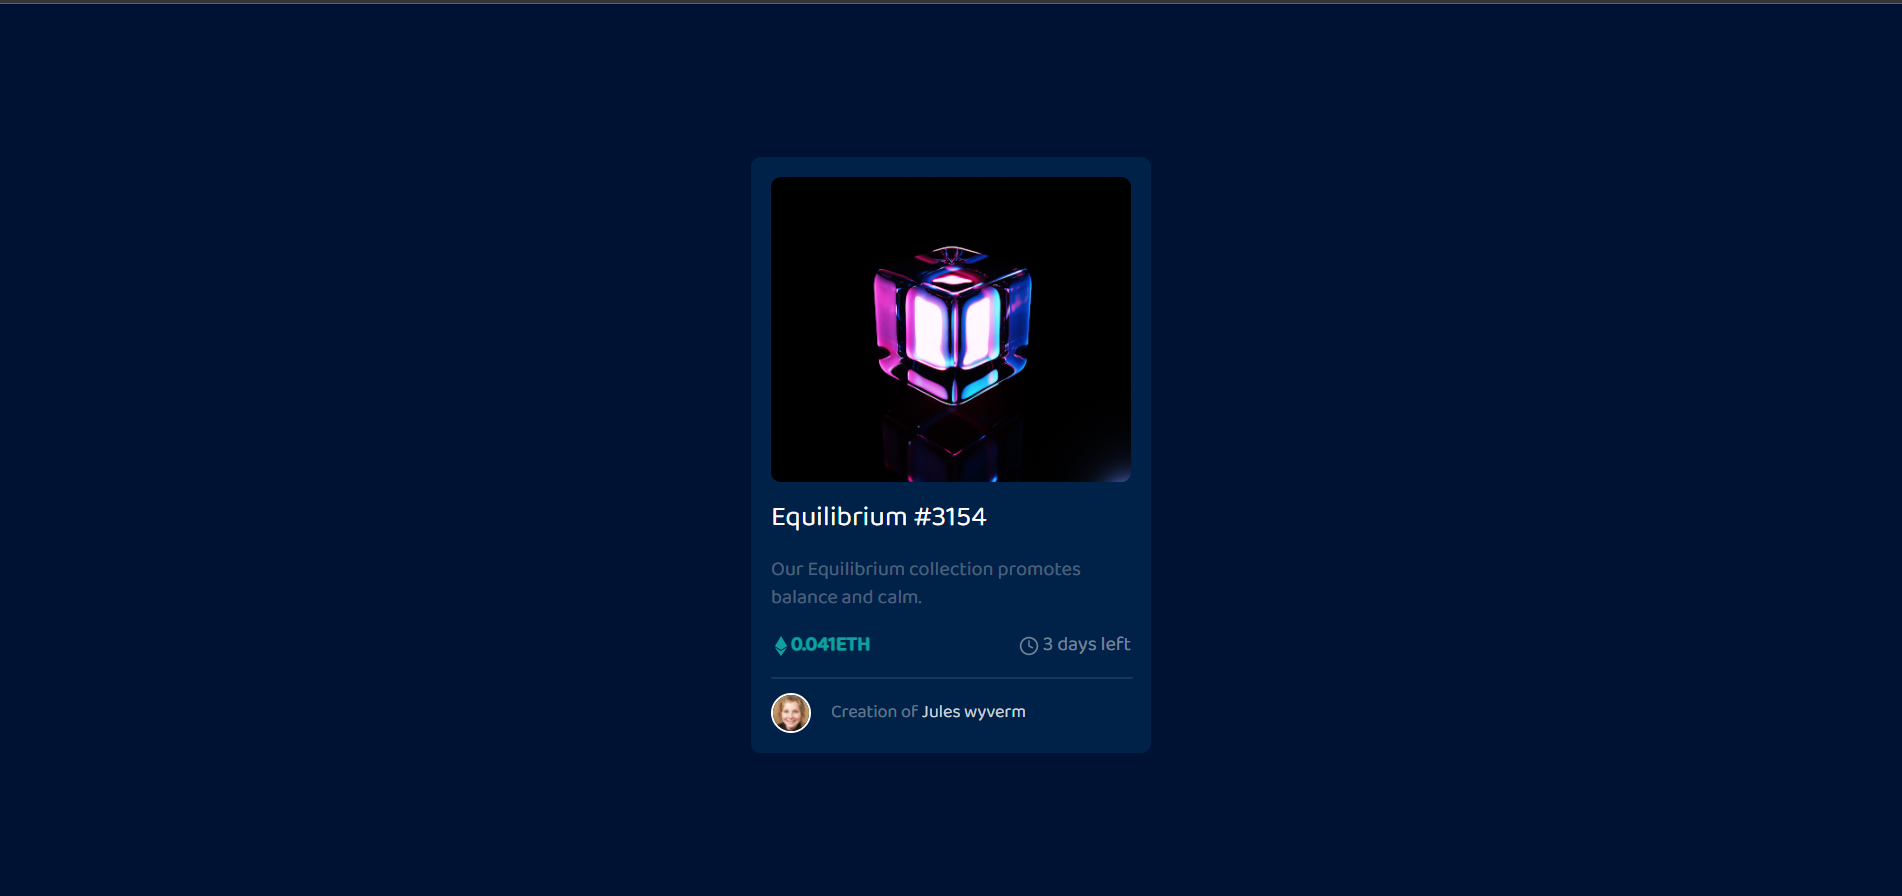 Equilibrium #3154
Our Equilibrium collection promotes
balance and calm.
0.041ETH
3 days left
Creation of Jules wyverm